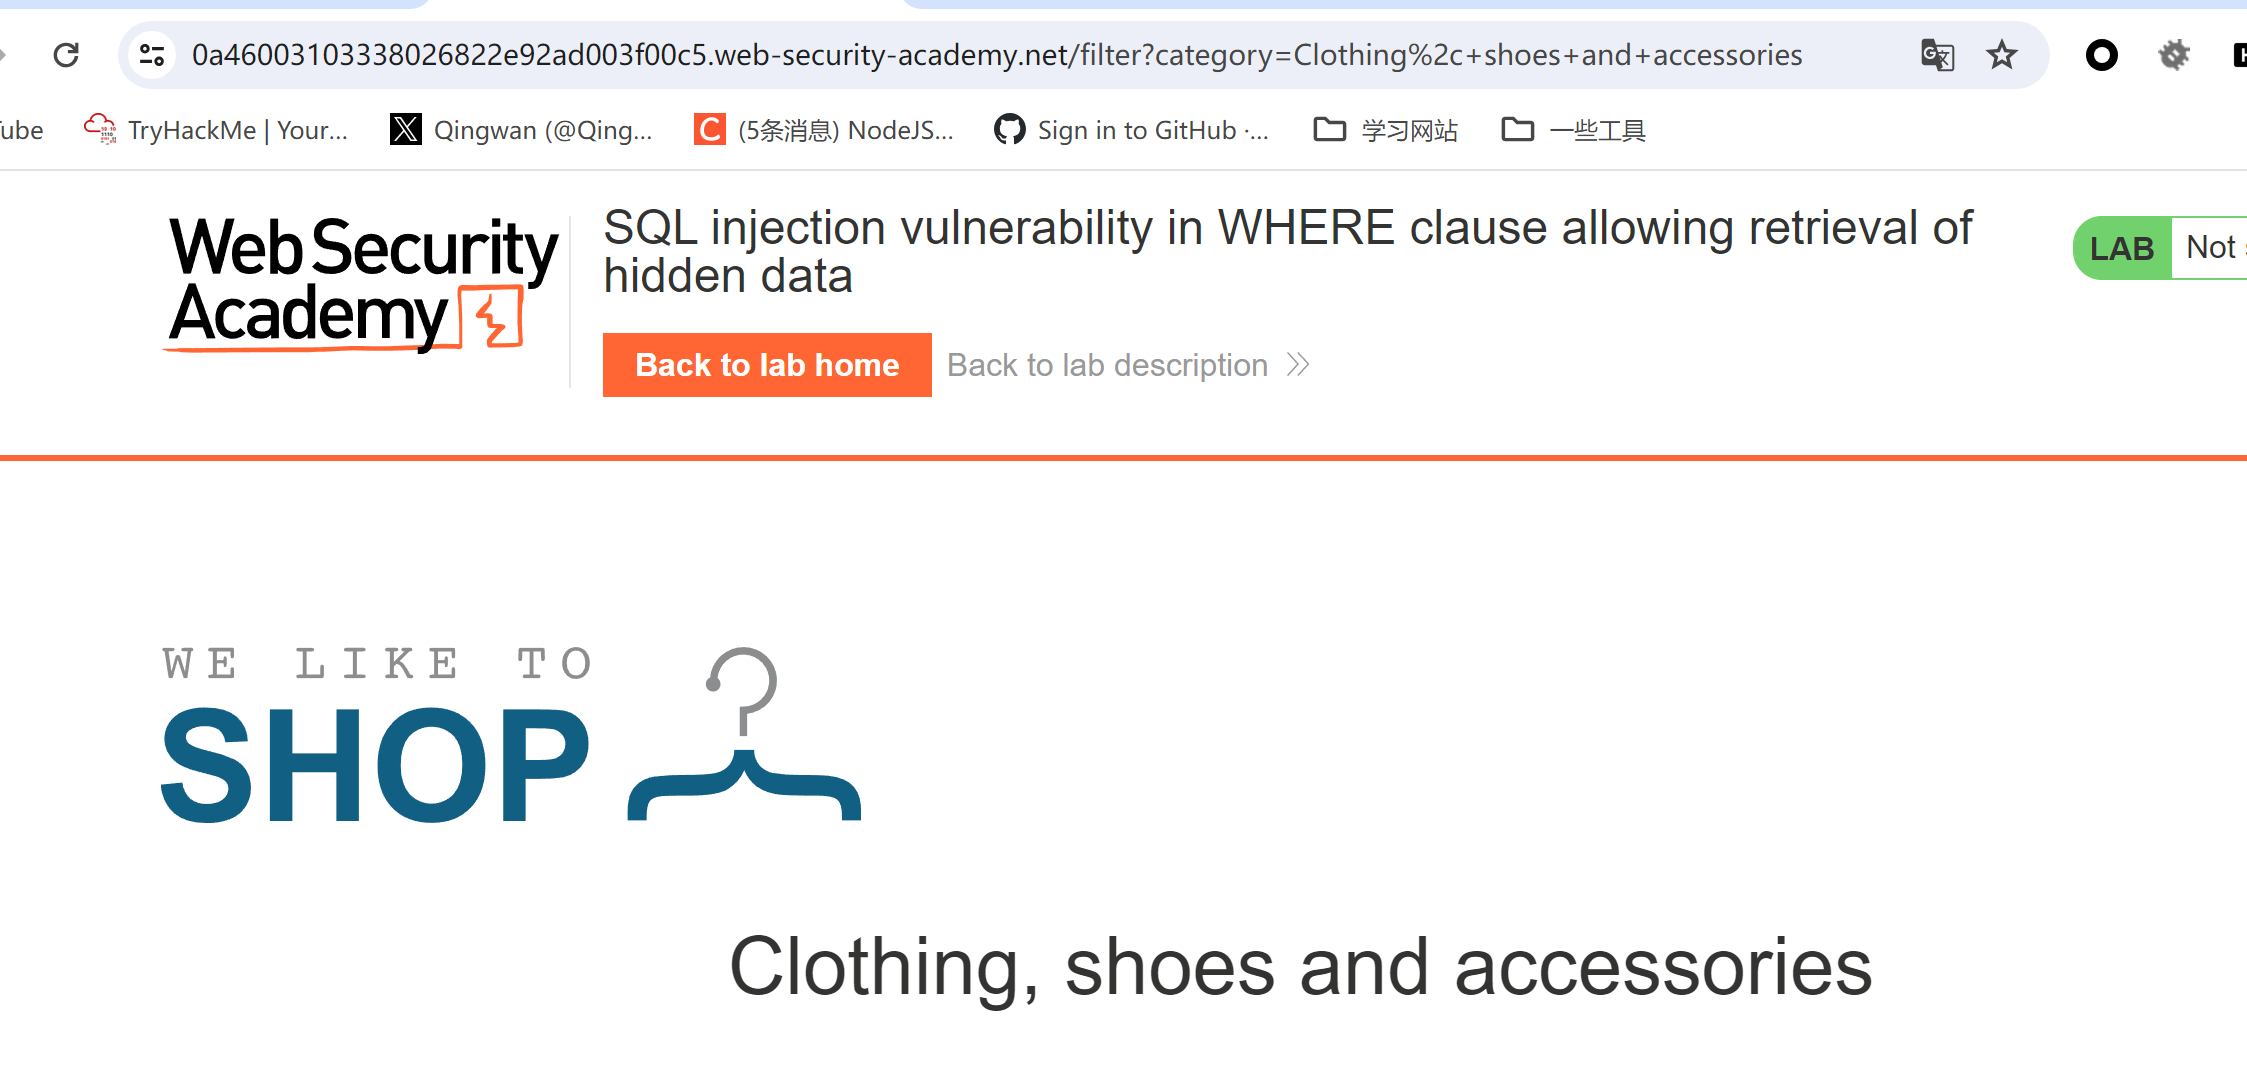 0a46003103338026822e92ad003f00c5.web-security-academy.net/filter?category=Clothing%2c+shoes+and+accessories
ube
TryHackMe | Your...
Qingwan (@Qing...
(5条消息) NodeJS...
Sign in to GitHub ·...
学习网站
一些工具
Web Security
Academy
SQL injection vulnerability in WHERE clause allowing retrieval of
hidden data
LAB
Not
Back to lab home
Back to lab description
WE LIKE TO
SHOP
Clothing, shoes and accessories